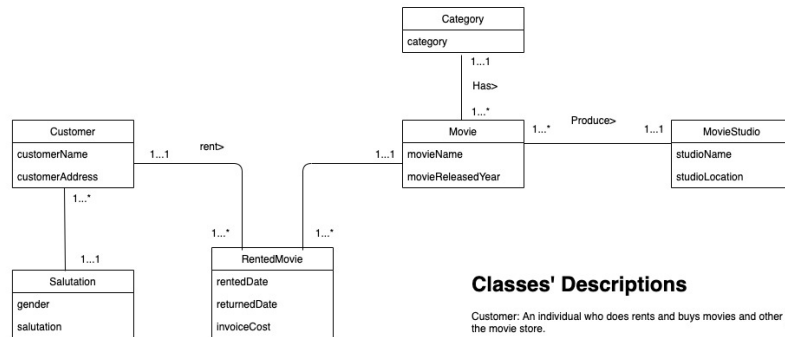 Category
category
1...1
Has>
1...*
Customer
customerName
customerAddress
1...1
rent>
1...1
Movie
movieName
movieReleasedYear
1...*
Produce>
1...1
MovieStudio
studioName
studioLocation
1...*
1...1
1...*
1...*
Salutation
gender
salutation
RentedMovie
rentedDate
returnedDate
invoiceCost
Classes' Descriptions
Customer: An individual who does rents and buys movies and other
the movie store.